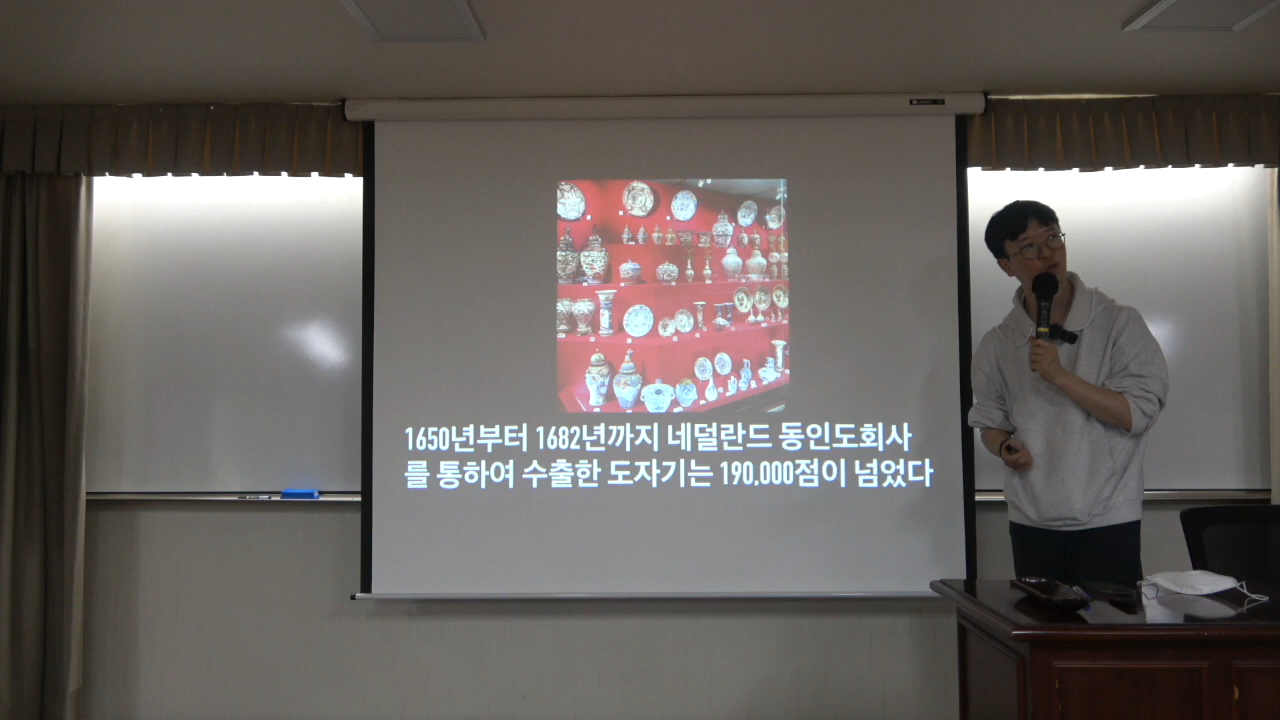 1650년부터 1682년까지 네덜란드 동인도회사
를 통하여 수출한 도자기는 190,000점이 넘었다